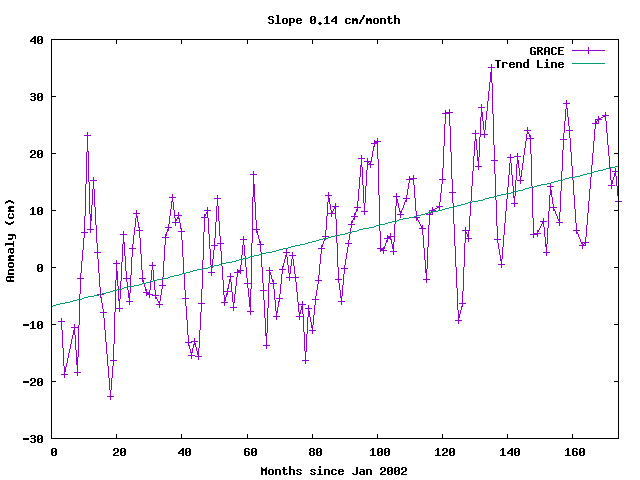 Slope 0.14 cm/month
GRACE
Trend Line
40
30
20
10
0
-10
-20
-30
Anomaly (cm)
0 20 40 60 80 100 120 140 160
Months since Jan 2002